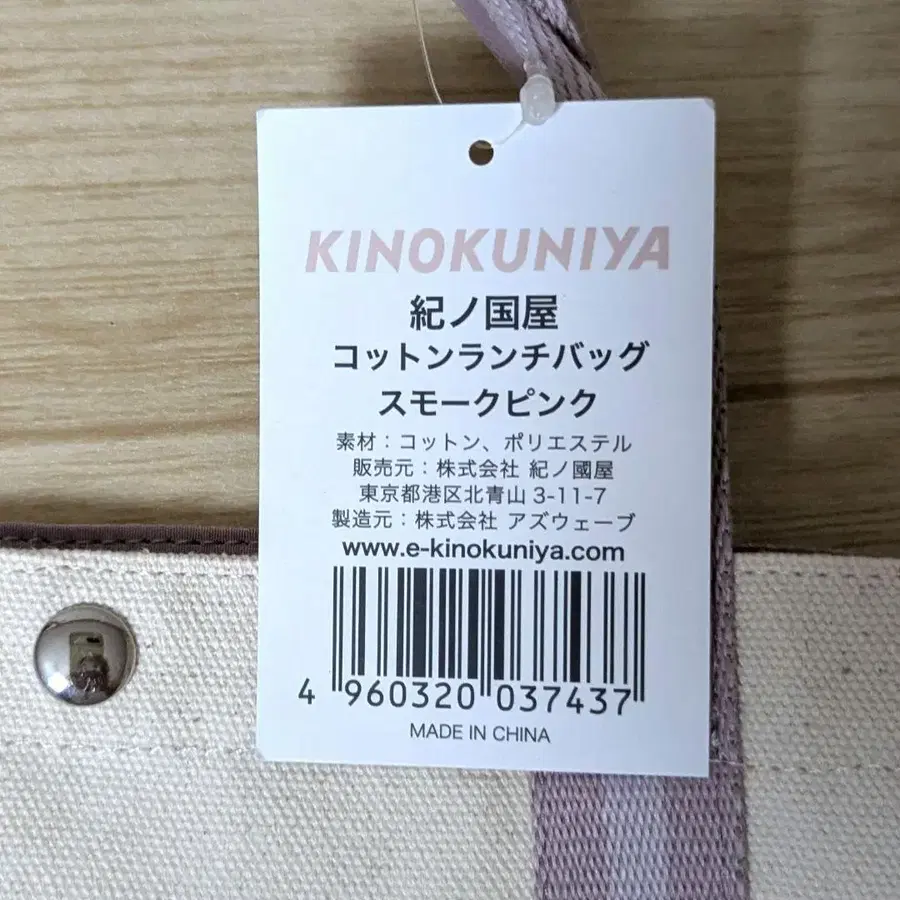 KINOKUNIYA
紀ノ国屋
コットンランチバッグ
スモークピンク
素材：コットン、ポリエステル
販売元：株式会社 紀ノ國屋
東京都港区北青山 3-11-7
製造元：株式会社 アズウェーブ
www.e-kinokuniya.com
4 960320 037437
MADE IN CHINA